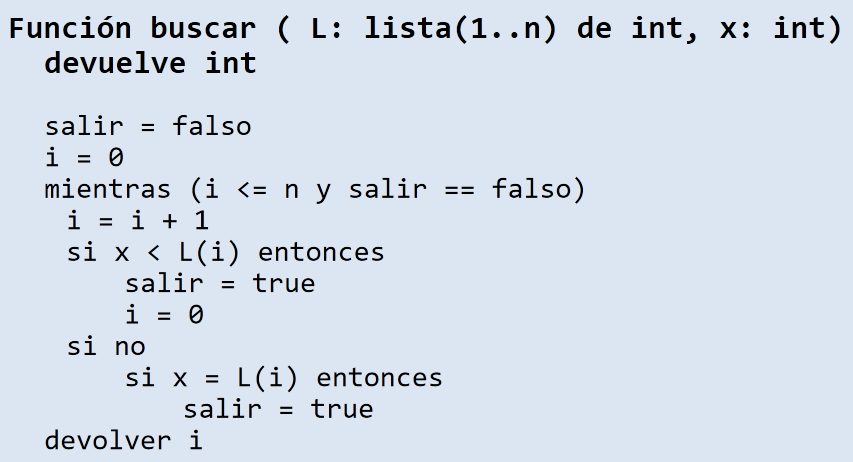 Función buscar ( L: lista(1..n) de int, x: int)
devuelve int
salir = falso
i = 0
mientras (i <= n y salir == falso)
i = i + 1
si x < L(i) entonces
salir = true
i = 0
si no
si x = L(i) entonces
salir = true
devolver i